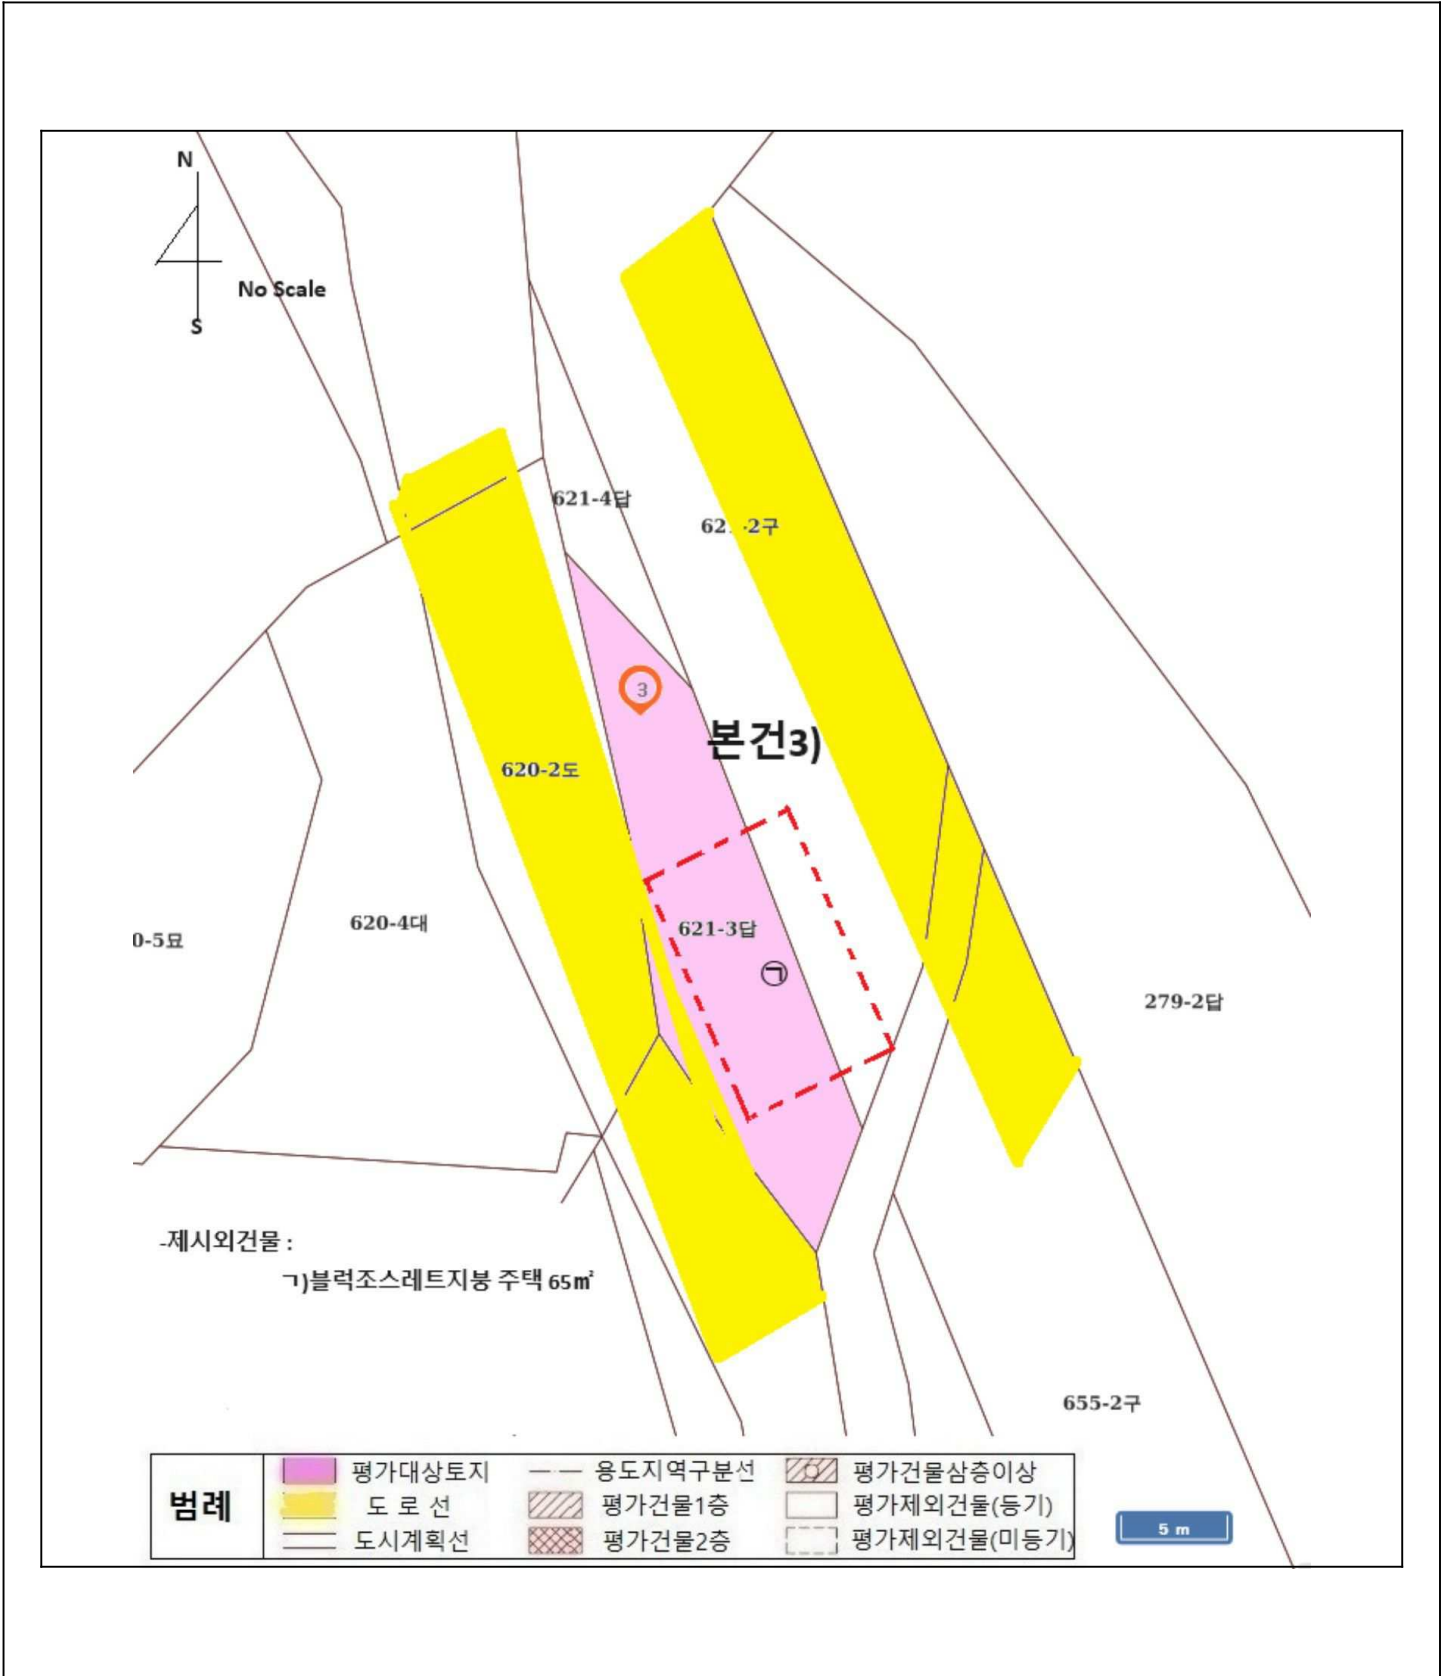 N
No Scale
S
621-4답
62 -2구
3
본건3)
620-2도
621-3답
㉠
620-4대
0-5묘
279-2답
-제시외건물 :
ㄱ)블럭조스레트지붕 주택 65㎡
655-2구
범례
평가대상토지
용도지역구분선
평가건물삼층이상
도 로 선
평가건물1층
평가제외건물(등기)
도시계획선
평가건물2층
평가제외건물(미등기)
5 m